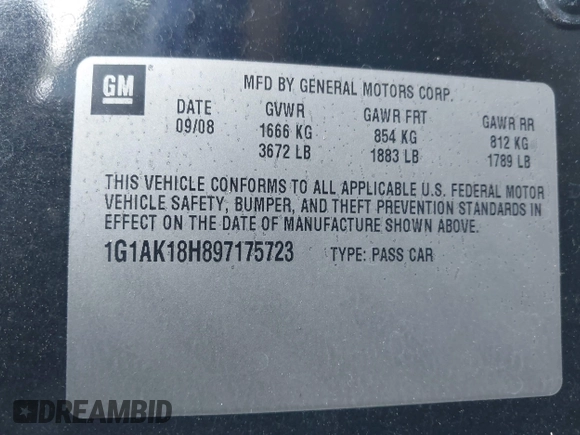 GM
MFD BY GENERAL MOTORS CORP.
DATE GVWR GAWR FRT GAWR RR
09/08 1666 KG 854 KG 812 KG
3672 LB 1883 LB 1789 LB
THIS VEHICLE CONFORMS TO ALL APPLICABLE U.S. FEDERAL MOTOR
VEHICLE SAFETY, BUMPER, AND THEFT PREVENTION STANDARDS IN
EFFECT ON THE DATE OF MANUFACTURE SHOWN ABOVE.
1G1AK18H897175723 TYPE: PASS CAR
DREAMBID